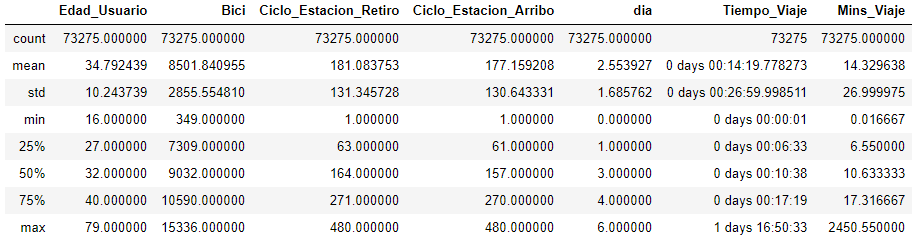 Edad_Usuario Bici Ciclo_Estacion_Retiro Ciclo_Estacion_Arribo dia Tiempo_Viaje Mins_Viaje
count 73275.000000 73275.000000 73275.000000 73275.000000 73275.000000 73275 73275.000000
mean 34.792439 8501.840955 181.083753 177.159208 2.553927 0 days 00:14:19.778273 14.329638
std 10.243739 2855.554810 131.345728 130.643331 1.685762 0 days 00:26:59.998511 26.999975
min 16.000000 349.000000 1.000000 1.000000 0.000000 0 days 00:00:01 0.016667
25% 27.000000 7309.000000 63.000000 61.000000 1.000000 0 days 00:06:33 6.550000
50% 32.000000 9032.000000 164.000000 157.000000 3.000000 0 days 00:10:38 10.633333
75% 40.000000 10590.000000 271.000000 270.000000 4.000000 0 days 00:17:19 17.316667
max 79.000000 15336.000000 480.000000 480.000000 6.000000 1 days 16:50:33 2450.550000